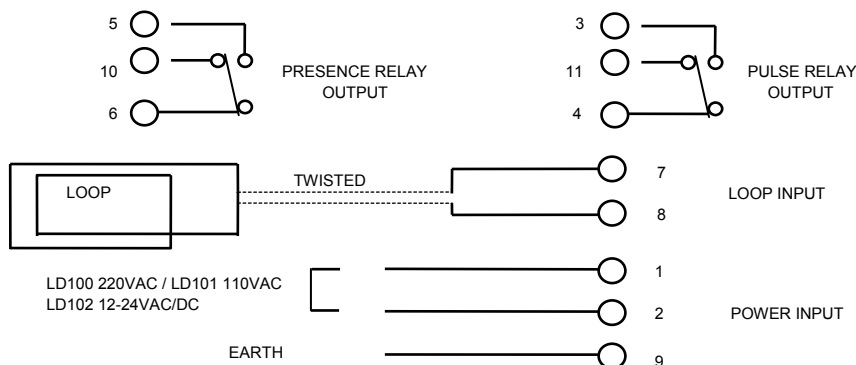 5
10
6
PRESENCE RELAY
OUTPUT
3
11
4
PULSE RELAY
OUTPUT
LOOP
TWISTED
7
8
LOOP INPUT
LD100 220VAC / LD101 110VAC
LD102 12-24VAC/DC
1
2
POWER INPUT
EARTH
9